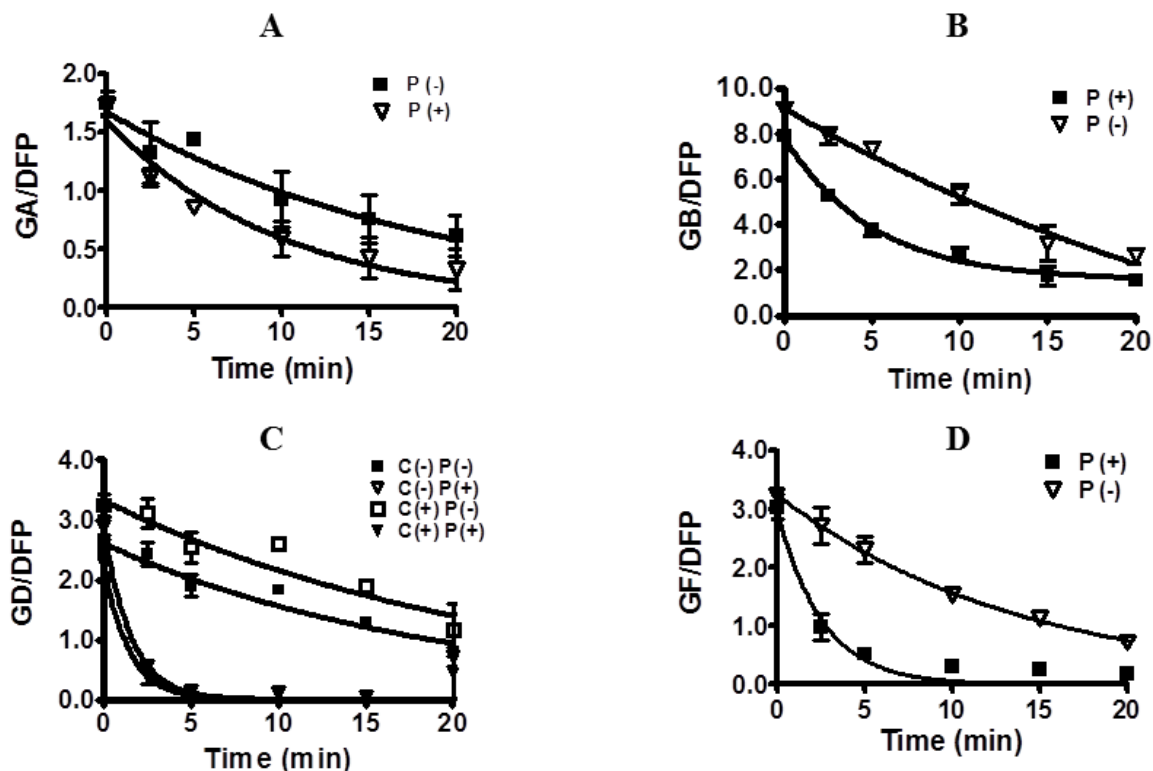 A
GA/DFP
2.0
1.5
1.0
0.5
0.0
0 5 10 15 20
Time (min)
P (-)
P (+)
B
GB/DFP
10.0
8.0
6.0
4.0
2.0
0.0
0 5 10 15 20
Time (min)
P (+)
P (-)
C
GD/DFP
4.0
3.0
2.0
1.0
0.0
0 5 10 15 20
Time (min)
C (-) P (-)
C (-) P (+)
C (+) P (-)
C (+) P (+)
D
GF/DFP
4.0
3.0
2.0
1.0
0.0
0 5 10 15 20
Time (min)
P (+)
P (-)